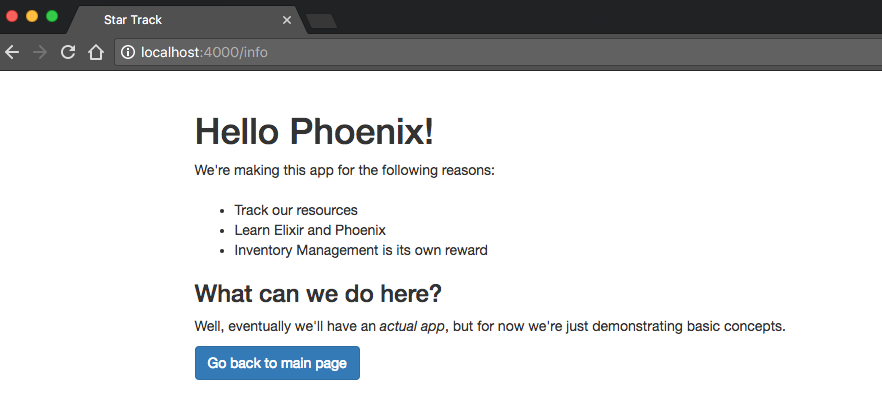 Star Track
localhost:4000/info
Hello Phoenix!
We're making this app for the following reasons:
Track our resources
Learn Elixir and Phoenix
Inventory Management is its own reward
What can we do here?
Well, eventually we'll have an actual app, but for now we're just demonstrating basic concepts.
Go back to main page